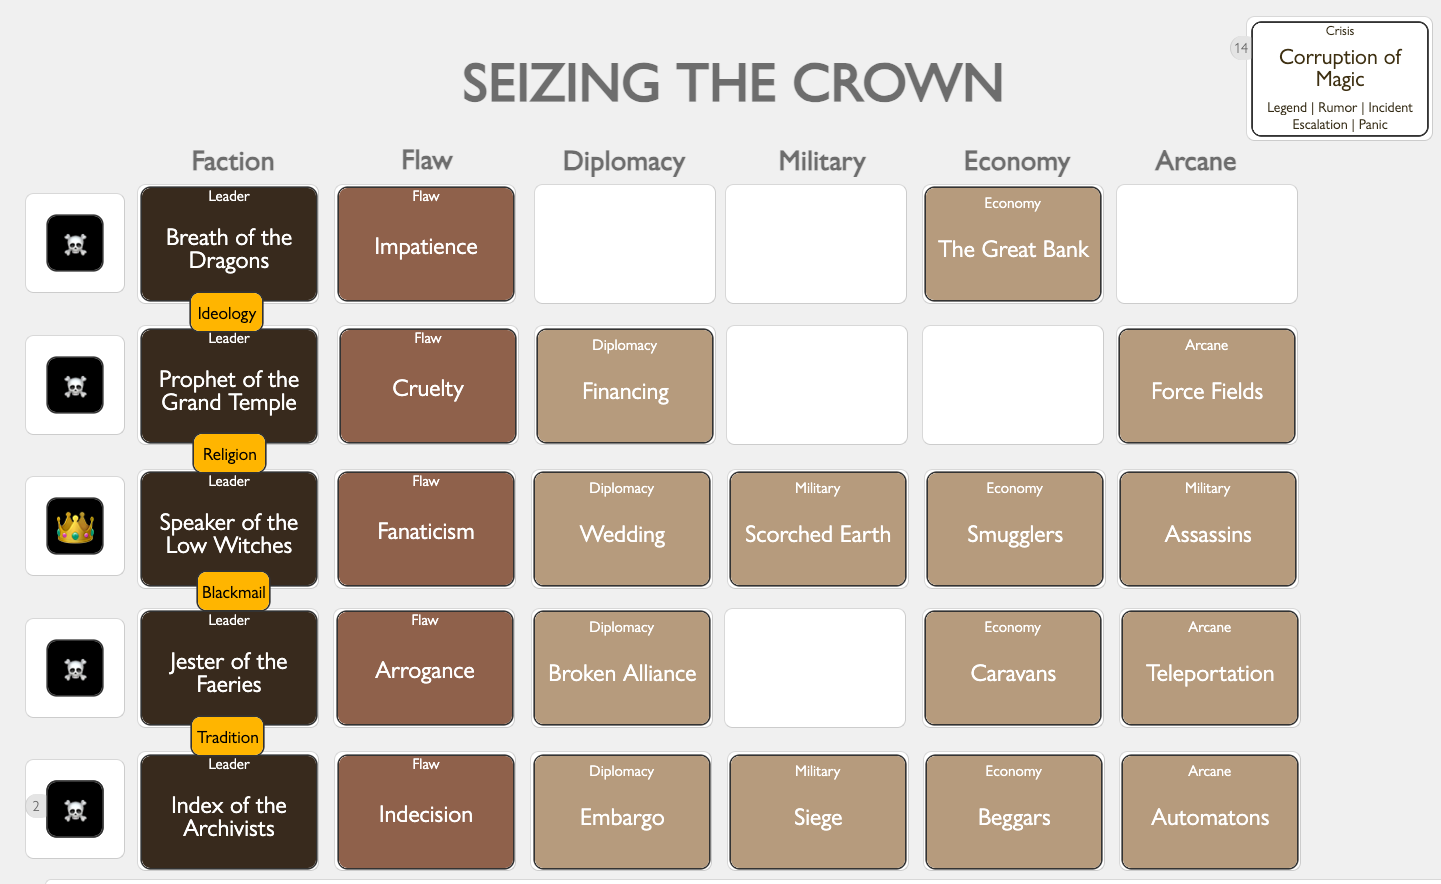 14
Crisis
Corruption of
Magic
Legend | Rumor | Incident
Escalation | Panic
SEIZING THE CROWN
Faction
Flaw
Diplomacy
Military
Economy
Arcane
Leader
Breath of the
Dragons
Flaw
Impatience
Economy
The Great Bank
Ideology
Leader
Prophet of the
Grand Temple
Flaw
Cruelty
Diplomacy
Financing
Arcane
Force Fields
Religion
Leader
Speaker of the
Low Witches
Flaw
Fanaticism
Diplomacy
Wedding
Military
Scorched Earth
Economy
Smugglers
Military
Assassins
Blackmail
Leader
Jester of the
Faeries
Flaw
Arrogance
Diplomacy
Broken Alliance
Economy
Caravans
Arcane
Teleportation
Tradition
2
Leader
Index of the
Archivists
Flaw
Indecision
Diplomacy
Embargo
Military
Siege
Economy
Beggars
Arcane
Automatons